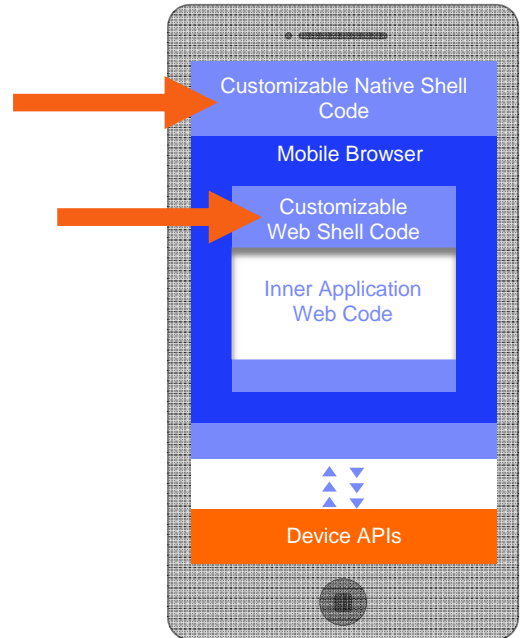 Customizable Native Shell
Code
Mobile Browser
Customizable
Web Shell Code
Inner Application
Web Code
Device APIs